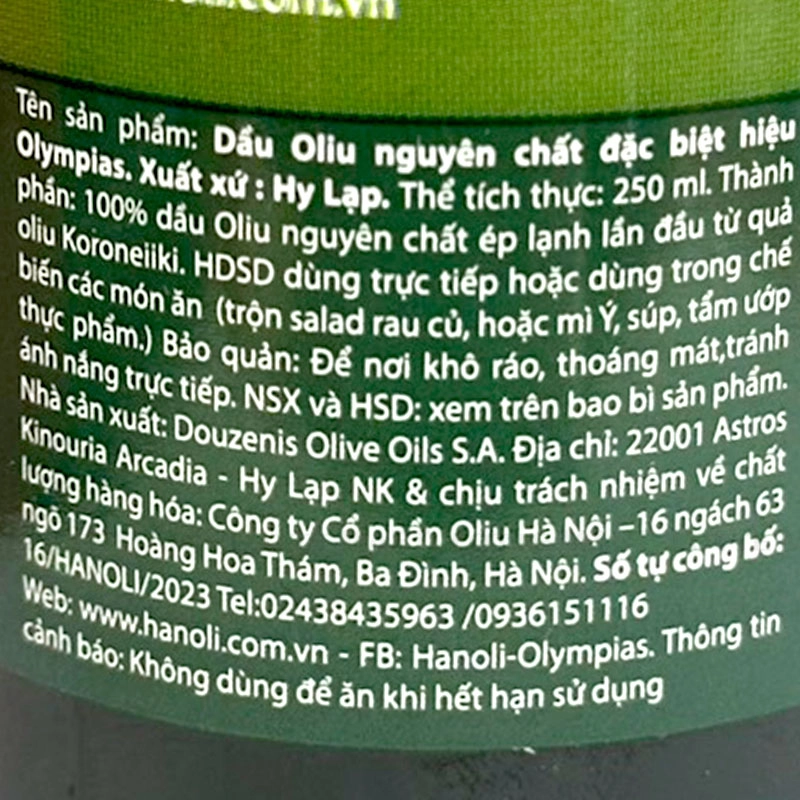 Tên sản phẩm: Dầu Oliu nguyên chất đặc biệt hiệu
Olympias. Xuất xứ : Hy Lạp. Thể tích thực: 250 ml. Thành
phần: 100% dầu Oliu nguyên chất ép lạnh lần đầu từ quả
oliu Koroneiiki. HDSD dùng trực tiếp hoặc dùng trong chế
biến các món ăn (trộn salad rau củ, hoặc mì Ý, súp, tẩm ướp
thực phẩm.) Bảo quản: Để nơi khô ráo, thoáng mát,tránh
ánh nắng trực tiếp. NSX và HSD: xem trên bao bì sản phẩm.
Nhà sản xuất: Douzenis Olive Oils S.A. Địa chỉ: 22001 Astros
Kinouria Arcadia - Hy Lạp NK & chịu trách nhiệm về chất
lượng hàng hóa: Công ty Cổ phần Oliu Hà Nội –16 ngách 63
ngõ 173 Hoàng Hoa Thám, Ba Đình, Hà Nội. Số tự công bố:
16/HANOLI/2023 Tel:02438435963 /0936151116
Web: www.hanoli.com.vn - FB: Hanoli-Olympias. Thông tin
cảnh báo: Không dùng để ăn khi hết hạn sử dụng